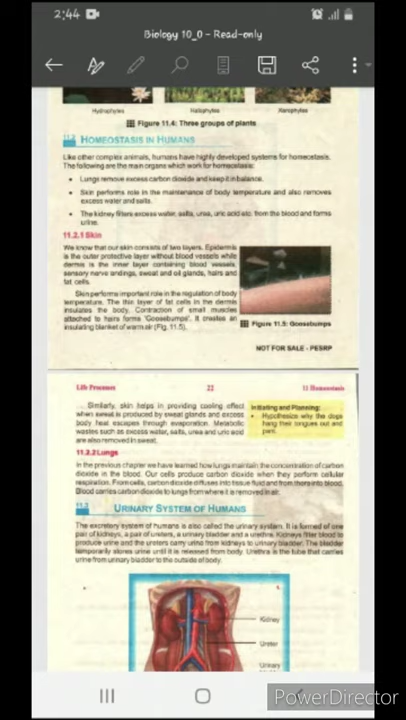 2:44
Biology 10_0 - Read-only
Hydrophytes Halophytes Xerophytes
Figure 11.4: Three groups of plants
11.2 HOMEOSTASIS IN HUMANS
Like other complex animals, humans have highly developed systems for homeostasis.
The following are the main organs which work for homeostasis:
• Lungs remove excess carbon dioxide and keep it in balance.
• Skin performs role in the maintenance of body temperature and also removes
excess water and salts.
• The kidney filters excess water, salts, urea, uric acid etc. from the blood and forms
urine.
11.2.1 Skin
We know that our skin consists of two layers. Epidermis
is the outer protective layer without blood vessels while
dermis is the inner layer containing blood vessels,
sensory nerve endings, sweat and oil glands, hairs and
fat cells.
Skin performs important role in the regulation of body
temperature. The thin layer of fat cells in the dermis
insulates the body. Contraction of small muscles
attached to hairs forms 'Goosebumps'. It creates an
insulating blanket of warm air (Fig. 11.5).
Figure 11.5: Goosebumps
NOT FOR SALE - PESRP
Life Processes 22 11 Homeostasis
Similarly, skin helps in providing cooling effect
when sweat is produced by sweat glands and excess
body heat escapes through evaporation. Metabolic
wastes such as excess water, salts, urea and uric acid
are also removed in sweat.
Initiating and Planning:
• Hypothesize why the dogs
hang their tongues out and
pant.
11.2.2 Lungs
In the previous chapter we have learned how lungs maintain the concentration of carbon
dioxide in the blood. Our cells produce carbon dioxide when they perform cellular
respiration. From cells, carbon dioxide diffuses into tissue fluid and from there into blood.
Blood carries carbon dioxide to lungs from where it is removed in air.
11.3 URINARY SYSTEM OF HUMANS
The excretory system of humans is also called the urinary system. It is formed of one
pair of kidneys, a pair of ureters, a urinary bladder and a urethra. Kidneys filter blood to
produce urine and the ureters carry urine from kidneys to urinary bladder. The bladder
temporarily stores urine until it is released from body. Urethra is the tube that carries
urine from urinary bladder to the outside of body.
Kidney
Ureter
Urinary
PowerDirector